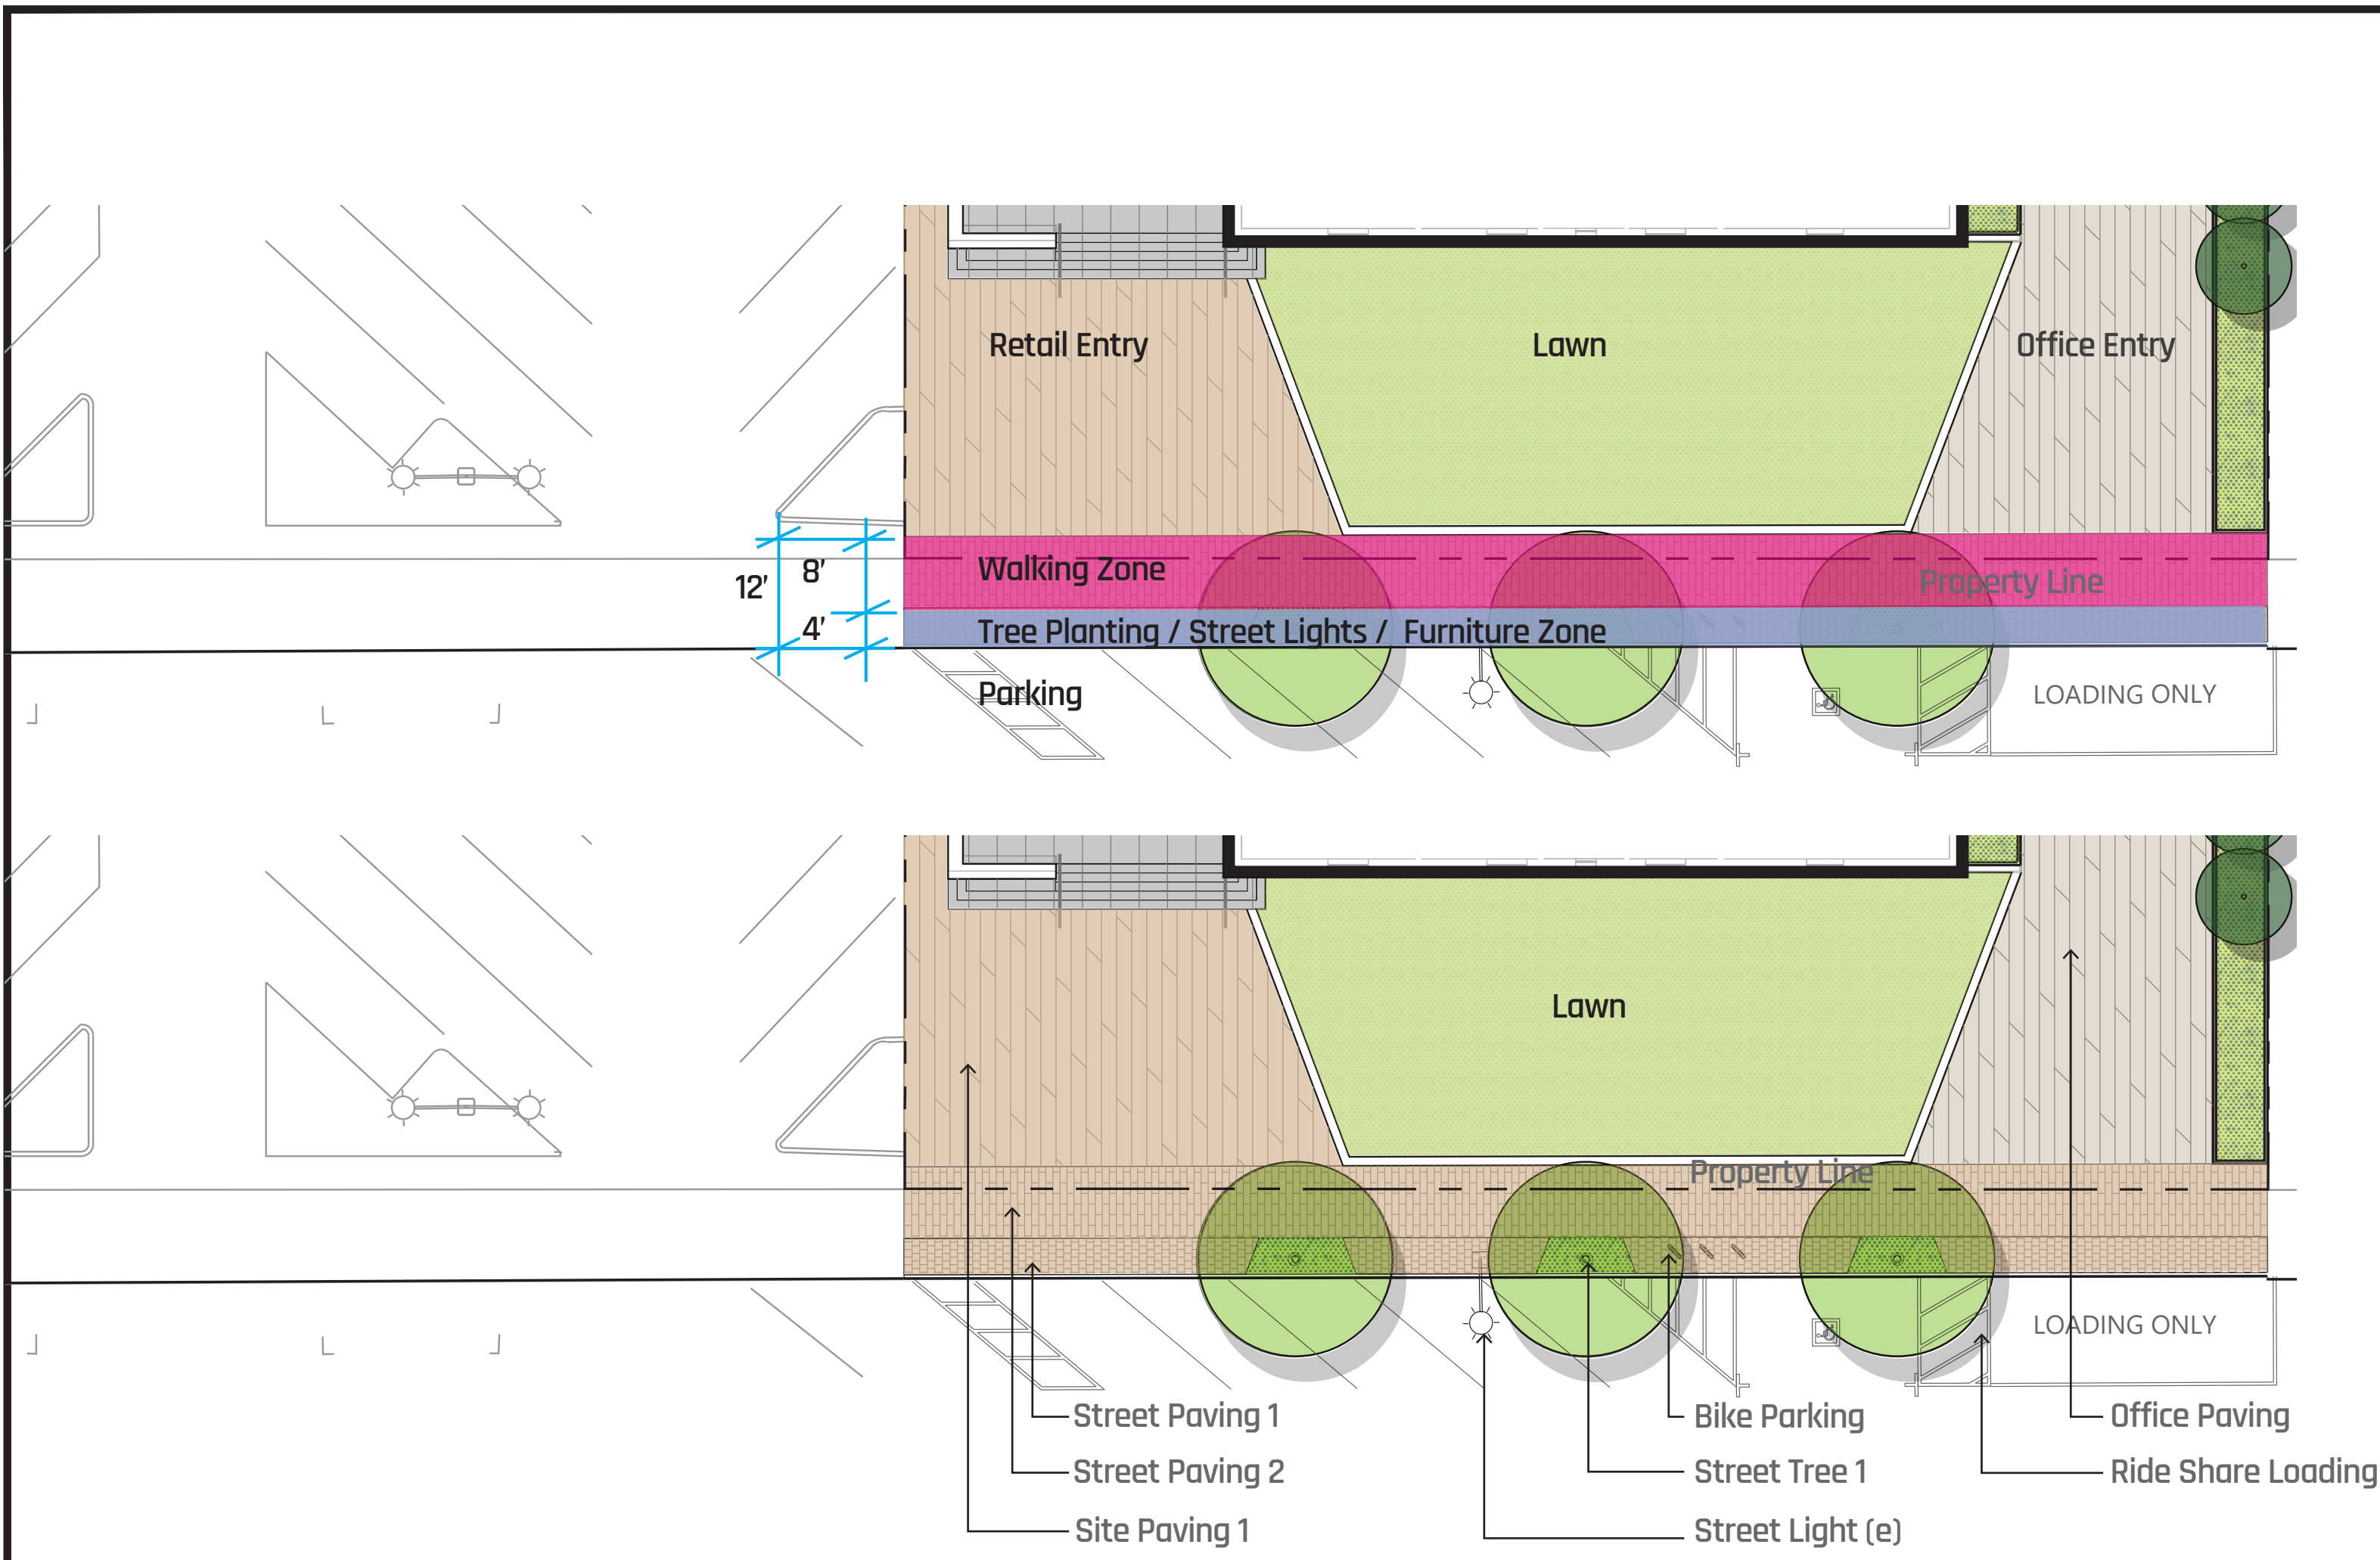 Retail Entry
Lawn
Office Entry
Walking Zone
8’
12’
Property Line
4’
Tree Planting / Street Lights / Furniture Zone
Parking
LOADING ONLY
Lawn
Property Line
LOADING ONLY
Street Paving 1
Bike Parking
Office Paving
Street Paving 2
Street Tree 1
Ride Share Loading
Site Paving 1
Street Light (e)